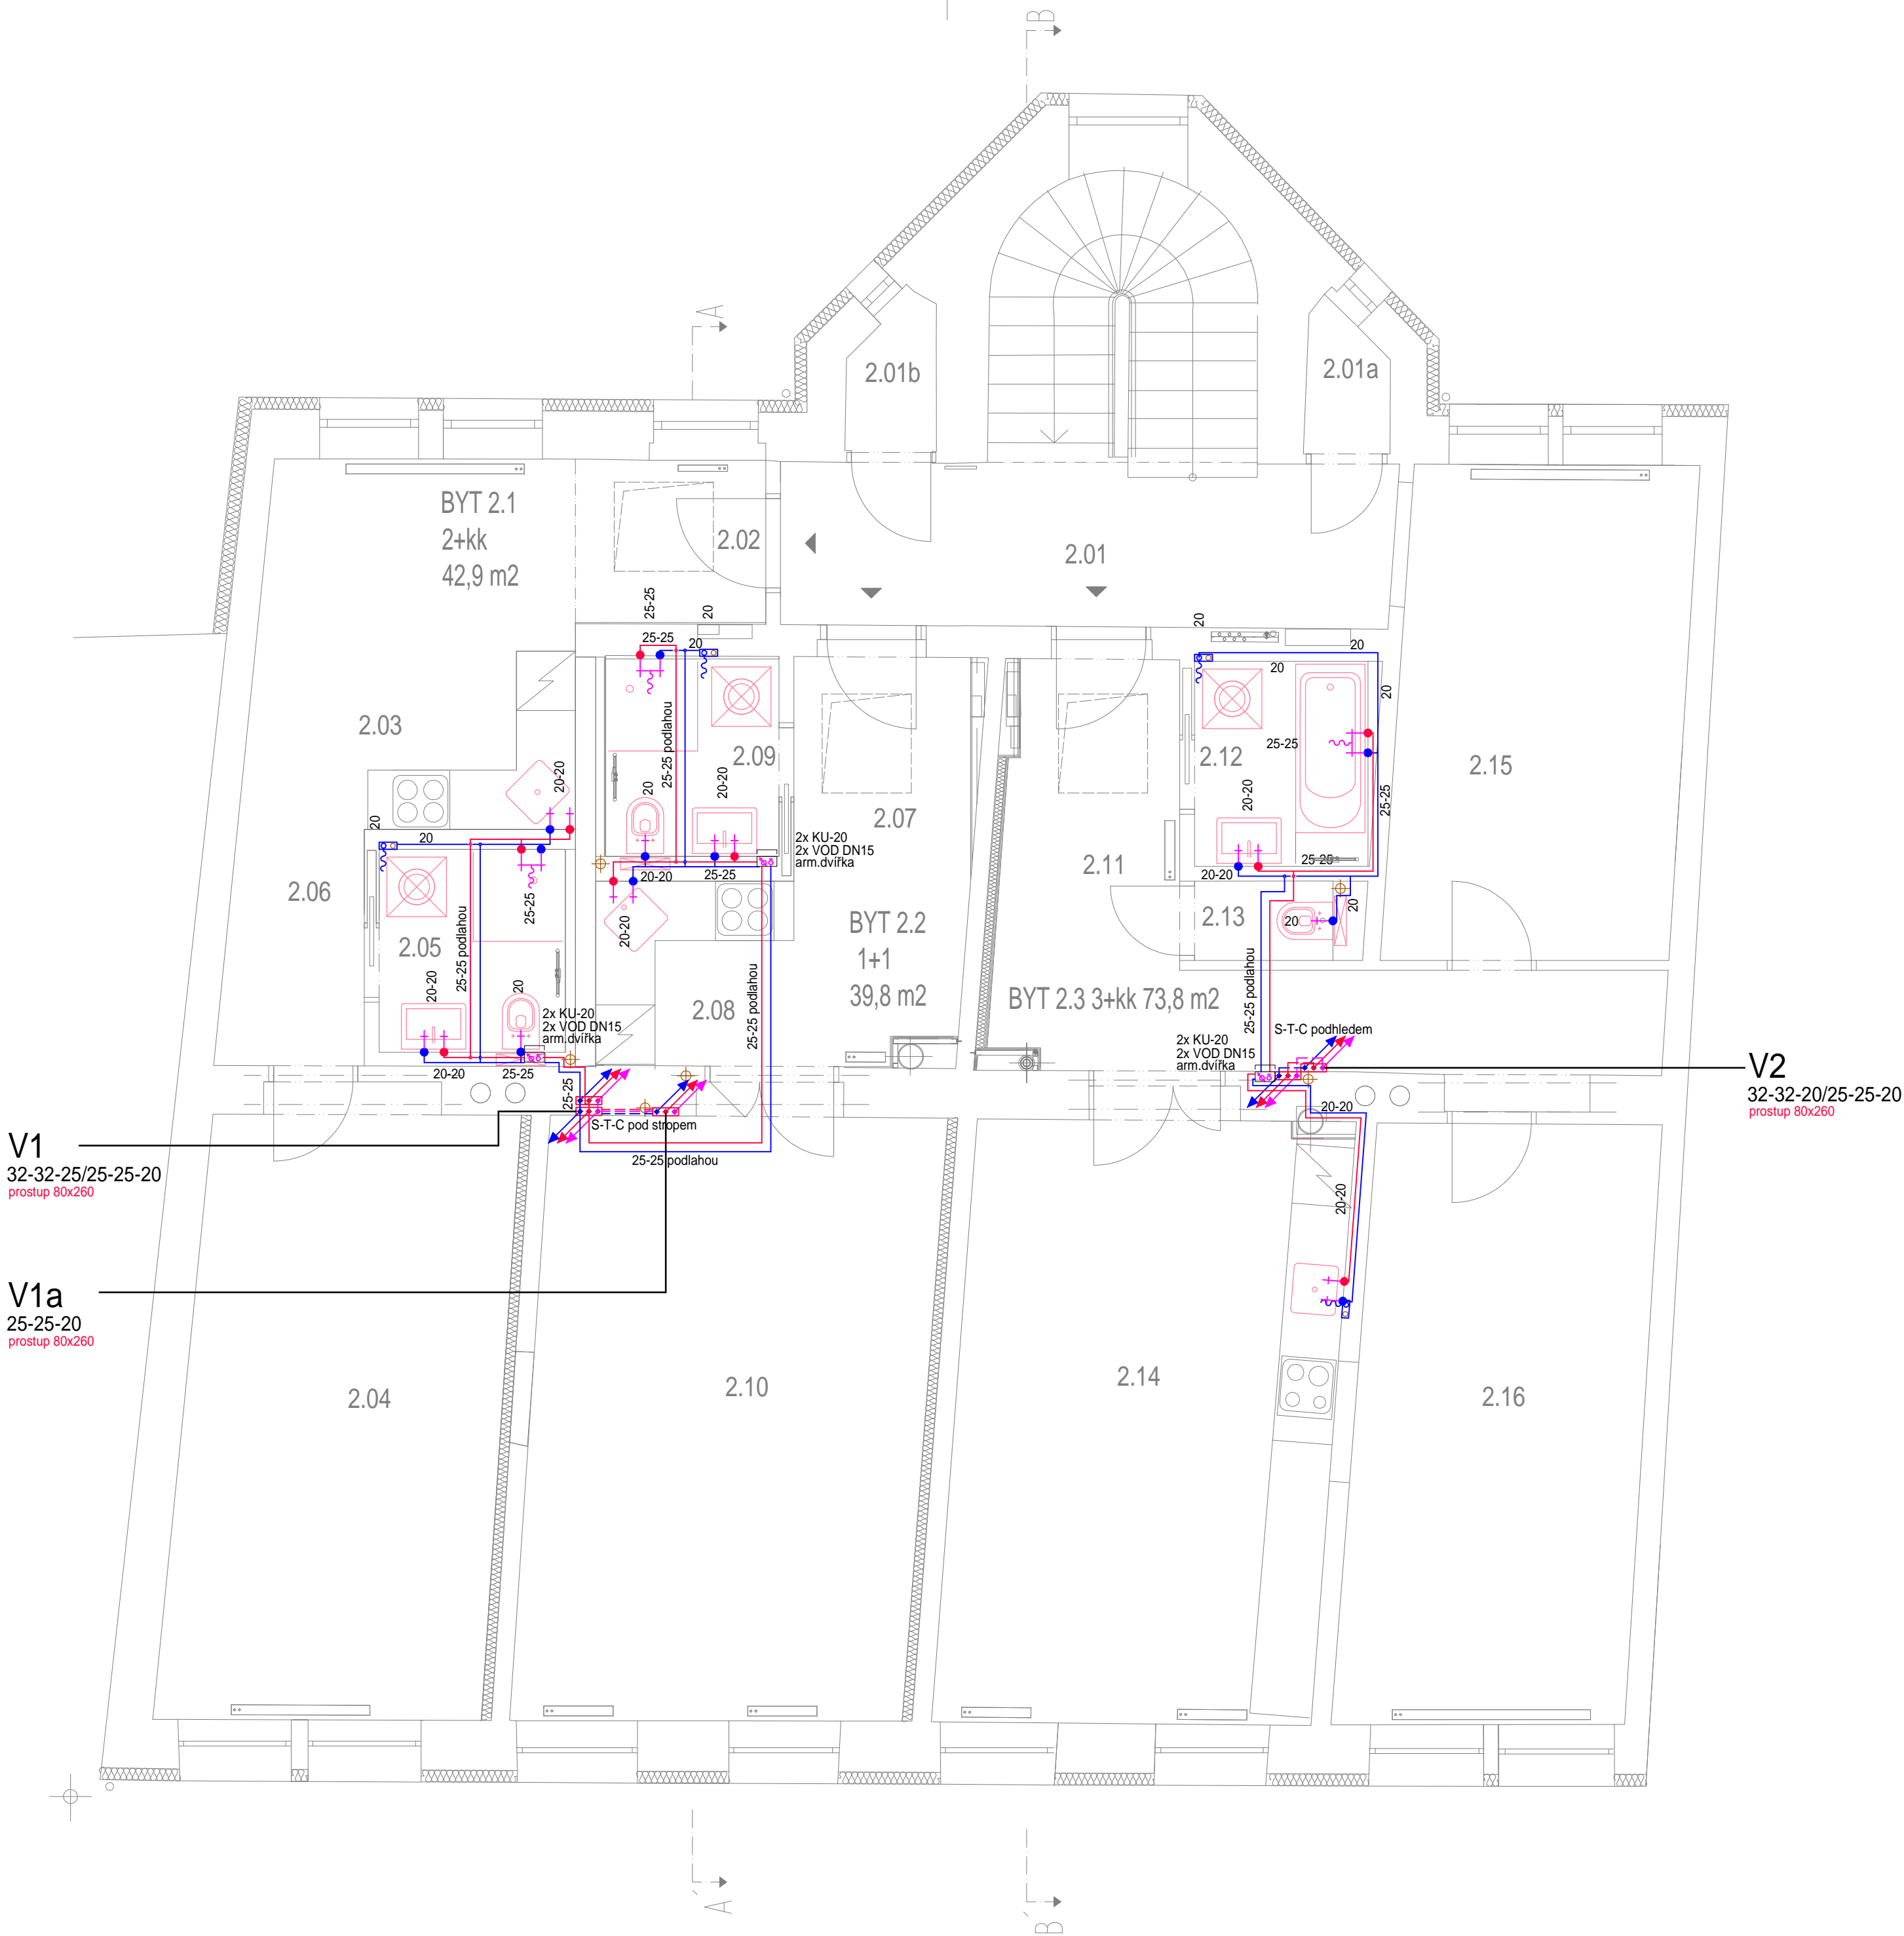 B
A
2.01b
2.01a
BYT 2.1
2+kk
42,9 m2
2.02
2.01
25-25
20
25-25
20
20
20
20
20
2.03
25-25 podlahou
2.09
20-20
20
20-20
2.07
2x KU-20
2x VOD DN15
arm.dvířka
2.12
25-25
20-20
25-25
2.15
20
20
2.06
25-25
2.05
25-25 podlahou
20-20
20
20-20
25-25
20-20
2.11
25-25
20-20
2.13
20
20
BYT 2.2
1+1
39,8 m2
2.08
25-25 podlahou
BYT 2.3 3+kk 73,8 m2
25-25 podlahou
2x KU-20
2x VOD DN15
arm.dvířka
20-20
25-25
25-25
2x KU-20
2x VOD DN15
arm.dvířka
S-T-C podhledem
V2
32-32-20/25-25-20
prostup 80x260
20-20
S-T-C pod stropem
25-25 podlahou
V1
32-32-25/25-25-20
prostup 80x260
20-20
V1a
25-25-20
prostup 80x260
2.04
2.10
2.14
2.16
A'
B'